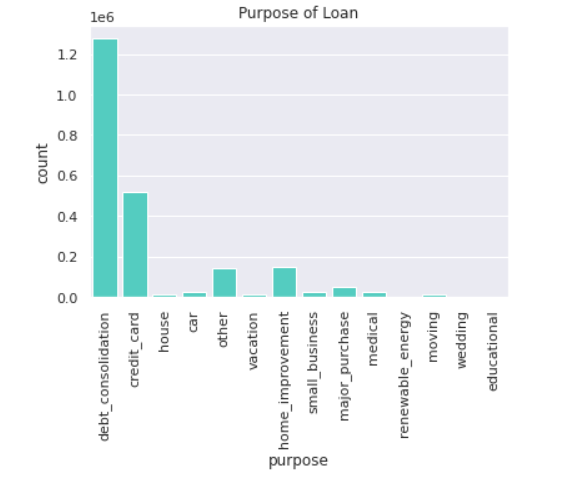 Purpose of Loan
1e6
1.2
1.0
0.8
0.6
0.4
0.2
0.0
count
debt_consolidation
credit_card
house
car
other
vacation
home_improvement
small_business
major_purchase
medical
renewable_energy
moving
wedding
educational
purpose